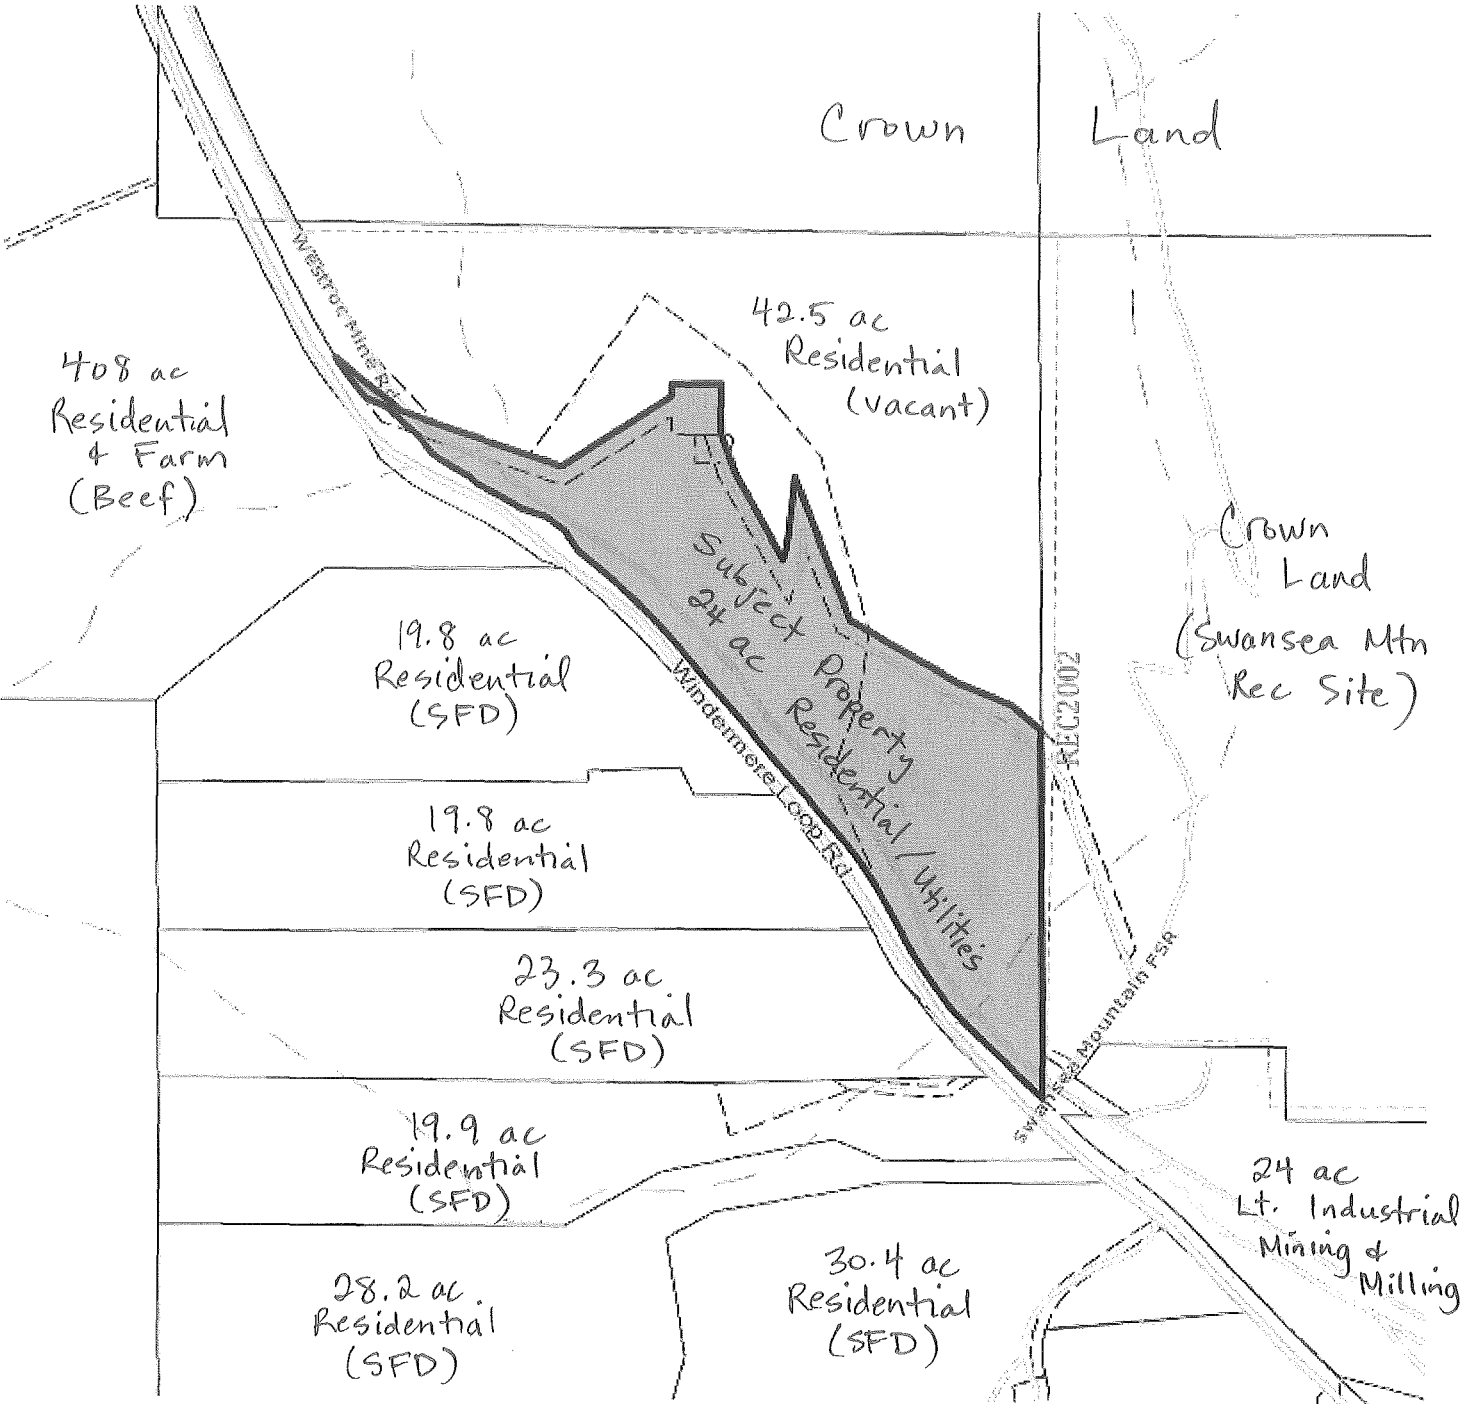 Crown Land
Westroc Mine Rd
42.5 ac
Residential
(vacant)
408 ac
Residential
& Farm
(Beef)
Crown
Land
(Swansea Mtn
Rec Site)
Subject Property
24 ac
Residential / Utilities
REC2002
19.8 ac
Residential
(SFD)
Windermere Loop Rd
19.8 ac
Residential
(SFD)
23.3 ac
Residential
(SFD)
Swansea Mountain FSR
19.9 ac
Residential
(SFD)
24 ac
Lt. Industrial
Mining &
Milling
28.2 ac
Residential
(SFD)
30.4 ac
Residential
(SFD)